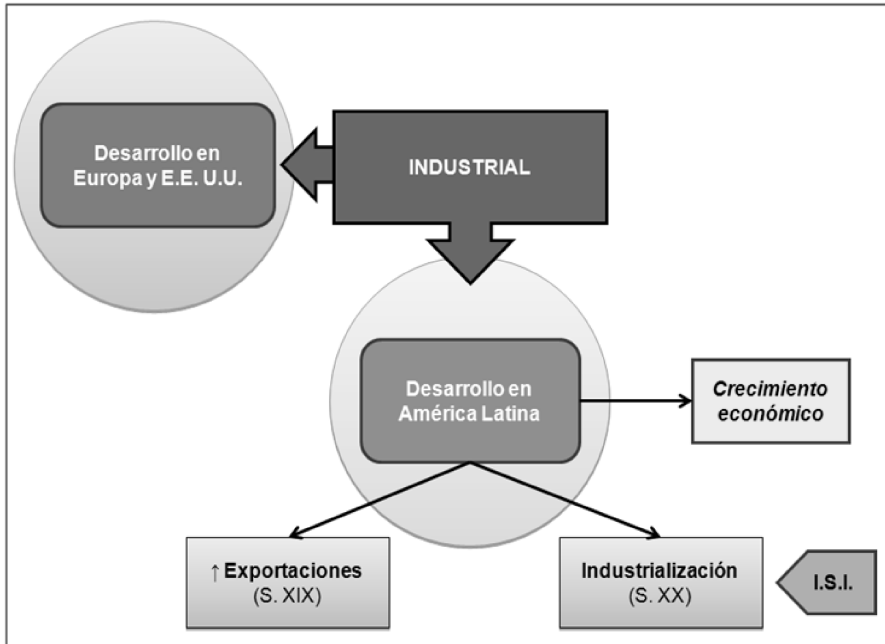 Desarrollo en
Europa y E.E. U.U.
INDUSTRIAL
Desarrollo en
América Latina
Crecimiento
económico
↑ Exportaciones
(S. XIX)
Industrialización
(S. XX)
I.S.I.